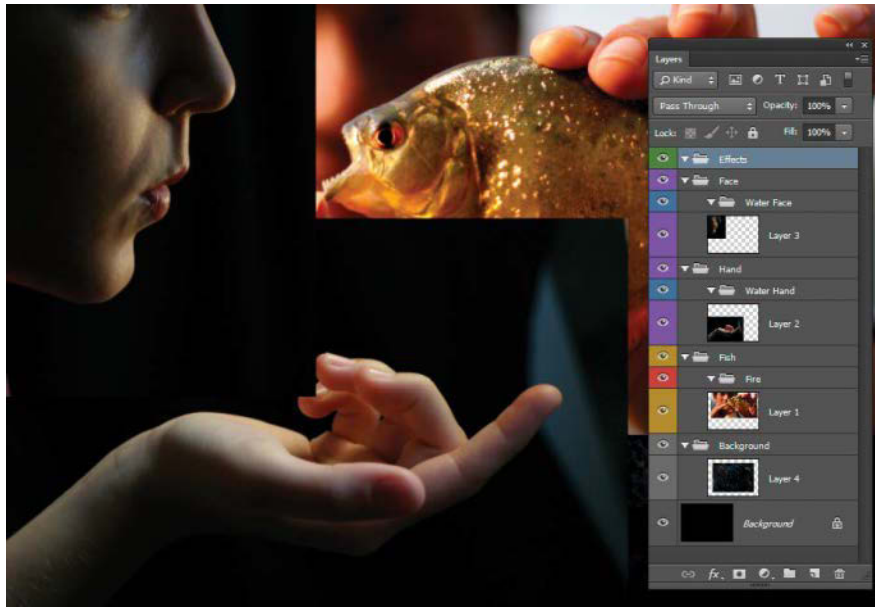 Layers
Kind
Pass Through Opacity: 100%
Lock: Fill: 100%
Effects
Face
Water Face
Layer 3
Hand
Water Hand
Layer 2
Fish
Fire
Layer 1
Background
Layer 4
Background
fx